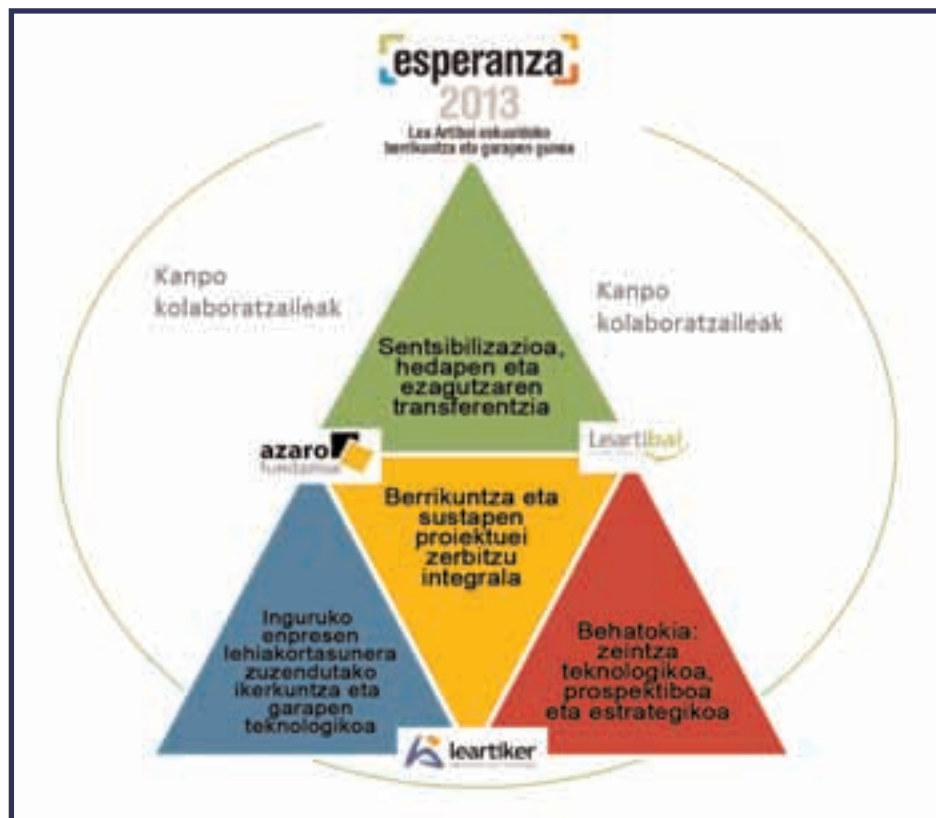 esperanza
2013
Lea Artibai eskualdeko
berrikuntza eta garapen gunea
Kanpo
kolaboratzaileak
Kanpo
kolaboratzaileak
Sentsibilizazioa,
hedapen eta
ezagutzaren
transferentzia
azaro
fundazioa
Leartibai
Berrikuntza eta
sustapen
proiektuei
zerbitzu
integrala
Inguruko
enpresen
lehiakortasunera
zuzendutako
ikerkuntza eta
garapen
teknologikoa
Behatokia:
zeintza
teknologikoa,
prospektiboa
eta estrategikoa
leartiker